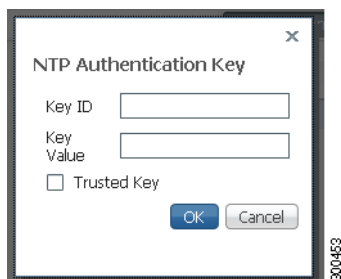 x
NTP Authentication Key
Key ID
Key
Value
Trusted Key
OK Cancel
300453